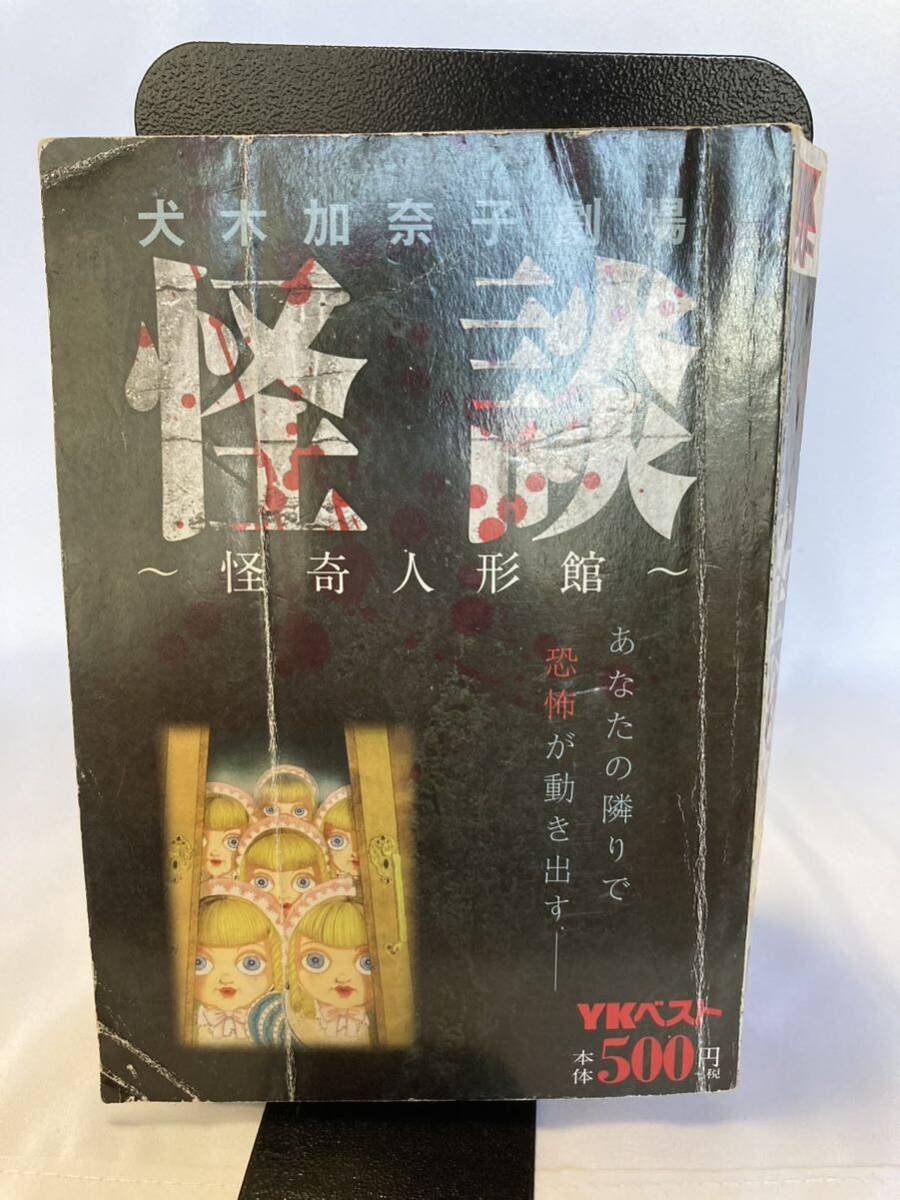 犬木加奈子劇場
怪談
～怪奇人形館～
あなたの隣りで
恐怖が動き出す――
YKベスト
本体500円+税